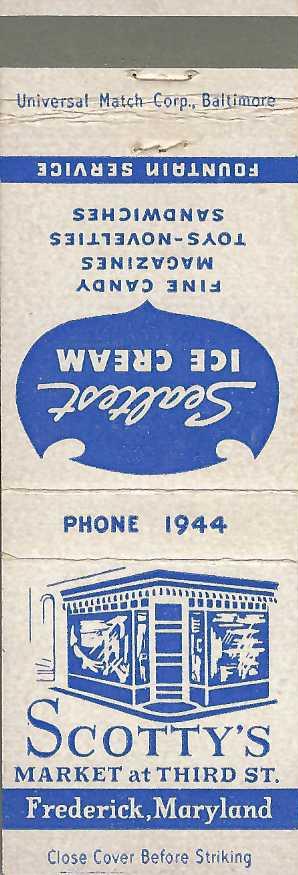 Universal Match Corp., Baltimore
FOUNTAIN SERVICE
SANDWICHES
TOYS-NOVELTIES
MAGAZINES
FINE CANDY
ICE CREAM
Sealtest
PHONE 1944
SCOTTY'S
MARKET at THIRD ST.
Frederick, Maryland
Close Cover Before Striking